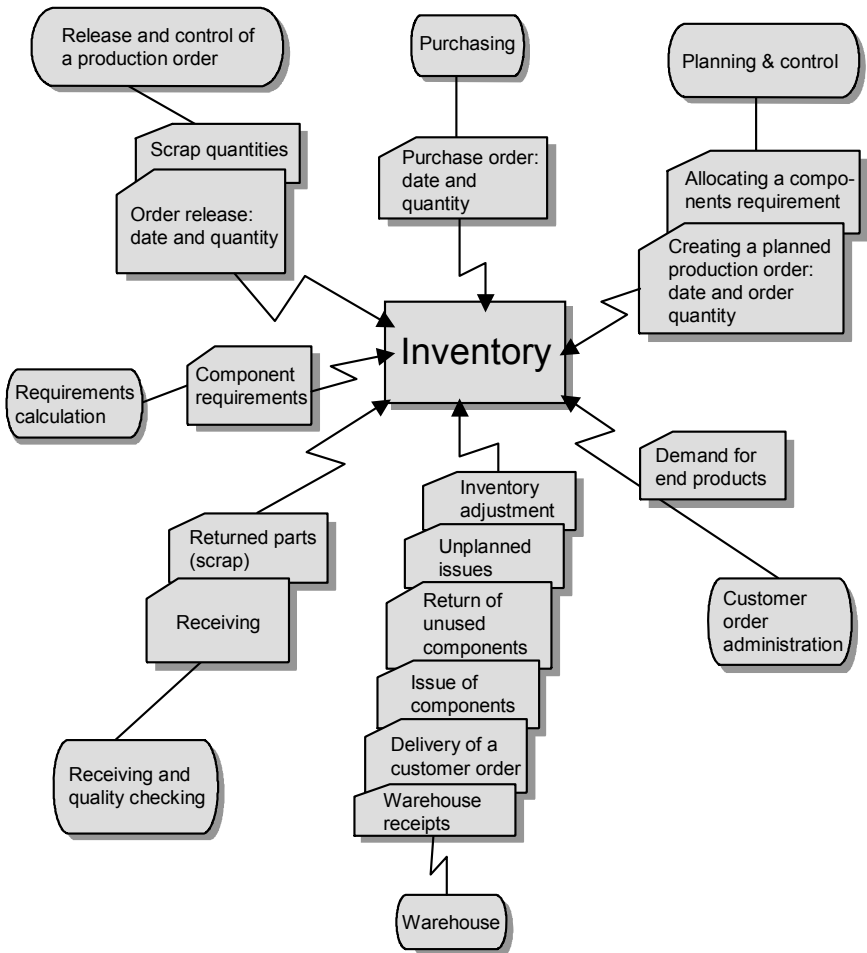 Release and control of
a production order
Purchasing
Planning & control
Scrap quantities
Order release:
date and quantity
Purchase order:
date and
quantity
Allocating a compo-
nents requirement
Creating a planned
production order:
date and order
quantity
Inventory
Requirements
calculation
Component
requirements
Demand for
end products
Customer
order
administration
Returned parts
(scrap)
Receiving
Receiving and
quality checking
Inventory
adjustment
Unplanned
issues
Return of
unused
components
Issue of
components
Delivery of a
customer order
Warehouse
receipts
Warehouse